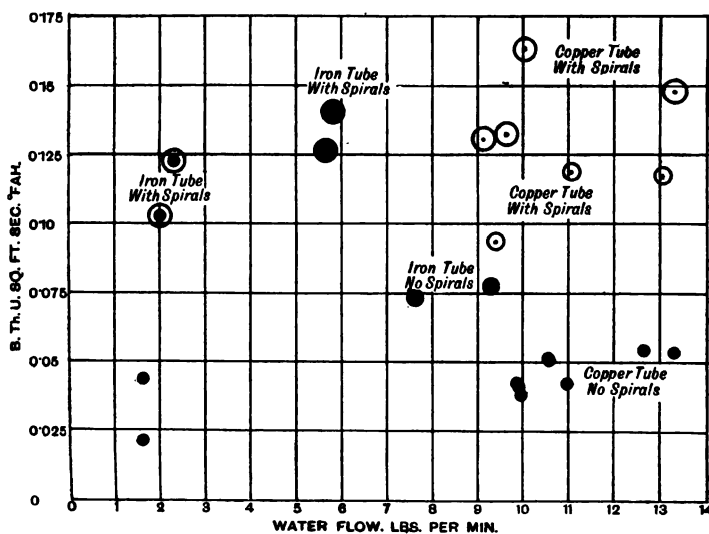 0·175
0·15
0·125
0·10
0·075
0·05
0·025
0
B. Th. U. SQ. FT. SEC. °FAH.
Iron Tube
With Spirals
Copper Tube
With Spirals
Iron Tube
With Spirals
Copper Tube
With Spirals
Iron Tube
No Spirals
Copper Tube
No Spirals
0 1 2 3 4 5 6 7 8 9 10 11 12 13 14
WATER FLOW. LBS. PER MIN.